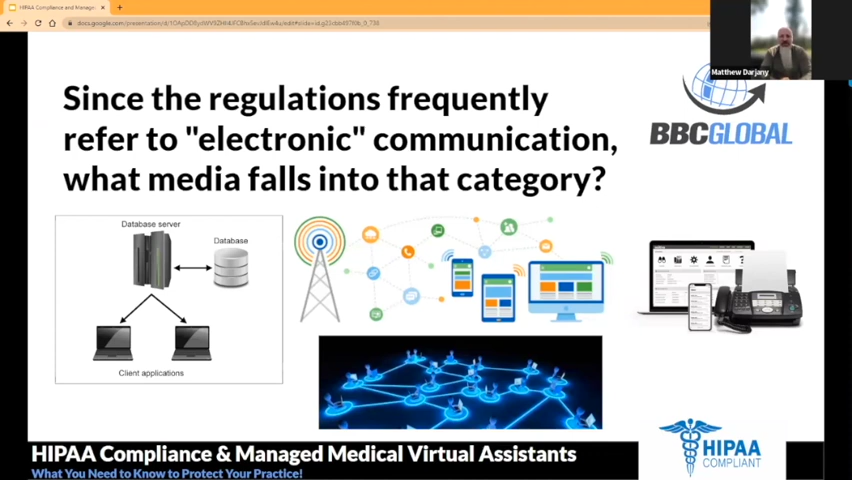 HIPAA Compliance and Manage
Matthew Darjany
Since the regulations frequently
refer to "electronic" communication,
what media falls into that category?
BBCGLOBAL
Database server
Database
Client applications
HIPAA Compliance & Managed Medical Virtual Assistants
What You Need to Know to Protect Your Practice!
HIPAA
COMPLIANT